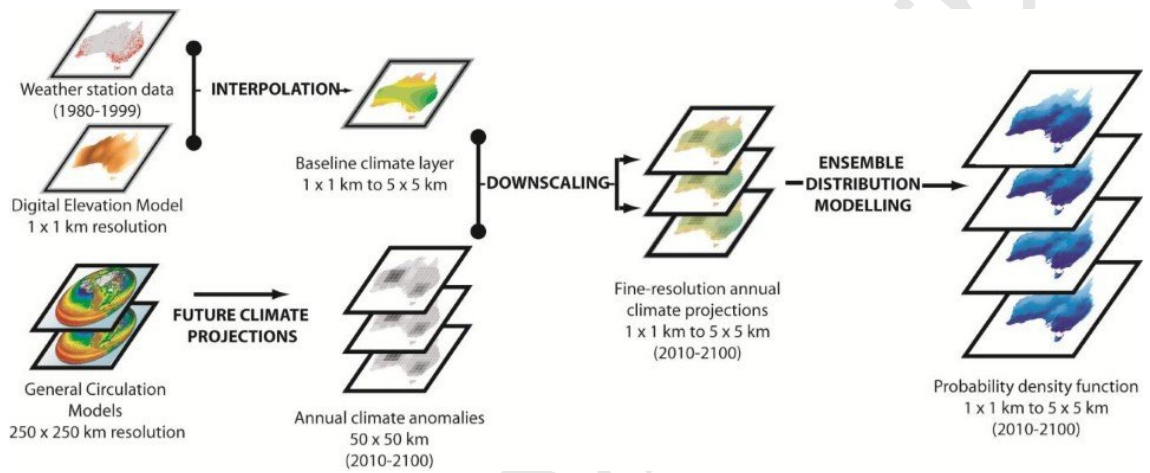 Weather station data
(1980-1999)
INTERPOLATION
Digital Elevation Model
1 x 1 km resolution
Baseline climate layer
1 x 1 km to 5 x 5 km
General Circulation
Models
250 x 250 km resolution
FUTURE CLIMATE
PROJECTIONS
Annual climate anomalies
50 x 50 km
(2010-2100)
DOWNSCALING
Fine-resolution annual
climate projections
1 x 1 km to 5 x 5 km
(2010-2100)
ENSEMBLE
DISTRIBUTION
MODELLING
Probability density function
1 x 1 km to 5 x 5 km
(2010-2100)